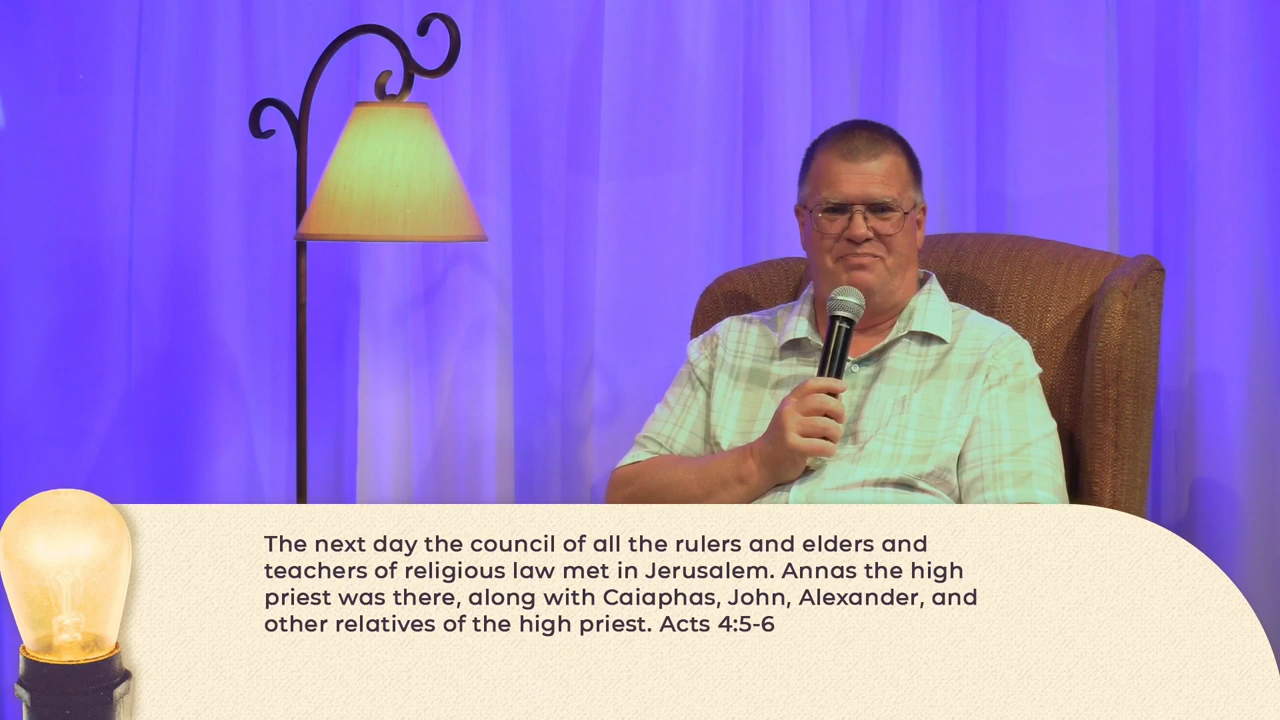 The next day the council of all the rulers and elders and
teachers of religious law met in Jerusalem. Annas the high
priest was there, along with Caiaphas, John, Alexander, and
other relatives of the high priest. Acts 4:5-6